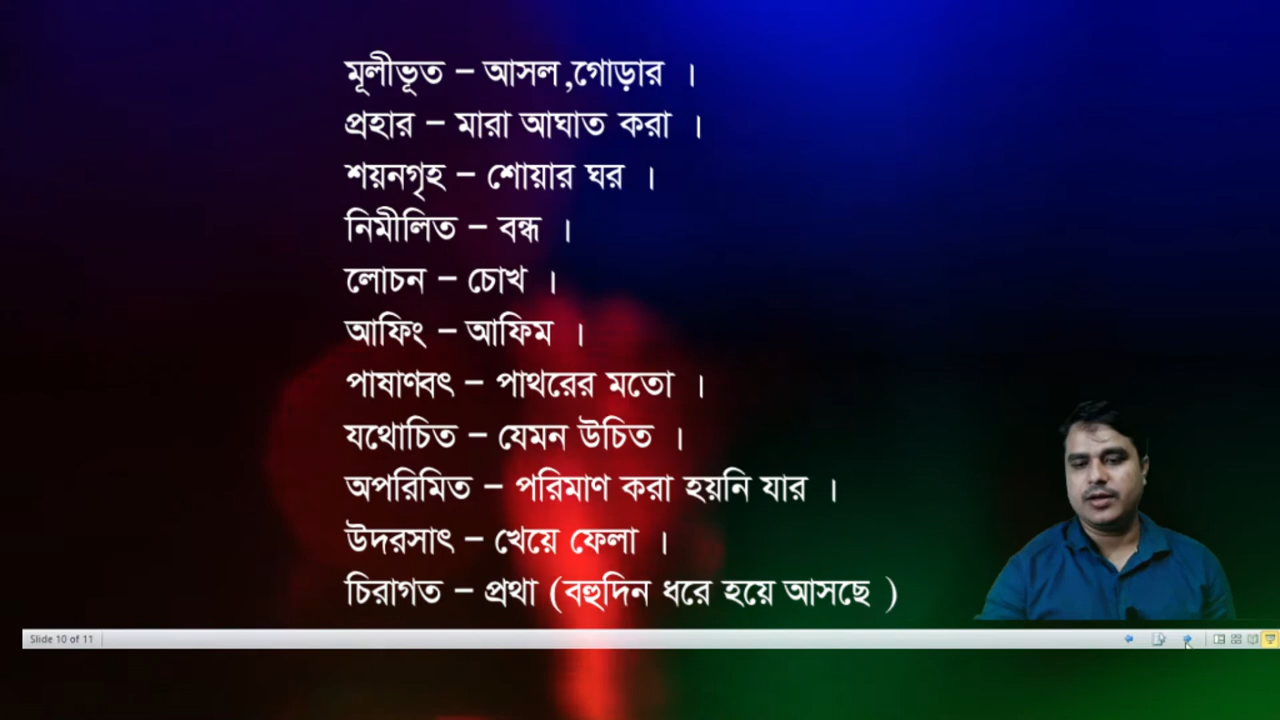 মূলীভূত – আসল,গোড়ার ।
প্রহার – মারা আঘাত করা ।
শয়নগৃহ – শোয়ার ঘর ।
নিমীলিত – বন্ধ ।
লোচন – চোখ ।
আফিং – আফিম ।
পাষাণবৎ – পাথরের মতো ।
যথোচিত – যেমন উচিত ।
অপরিমিত – পরিমাণ করা হয়নি যার ।
উদরসাৎ – খেয়ে ফেলা ।
চিরাগত – প্রথা (বহুদিন ধরে হয়ে আসছে )
Slide 10 of 11